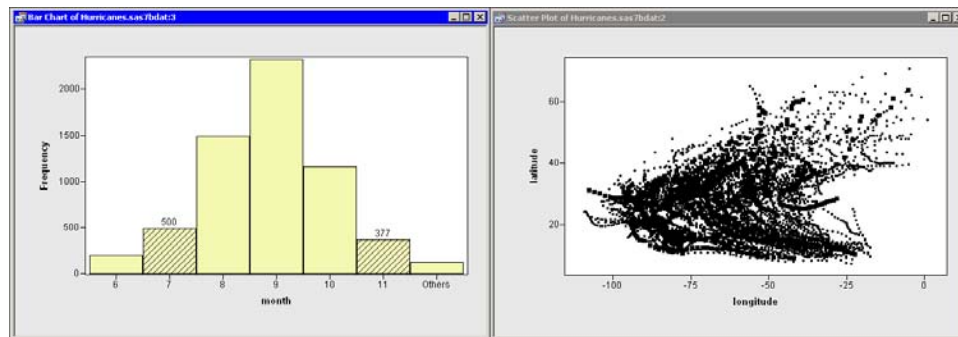 Bar Chart of Hurricanes.sas7bdat:3
Frequency
2000
1500
1000
500
0
500
377
6 7 8 9 10 11 Others
month
Scatter Plot of Hurricanes.sas7bdat:2
latitude
60
40
20
-100 -75 -50 -25 0
longitude